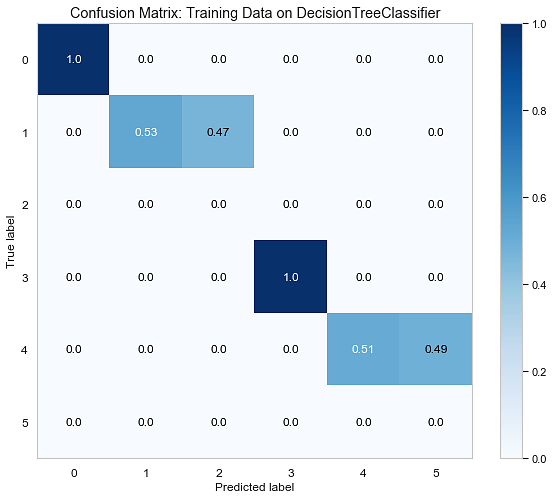 Confusion Matrix: Training Data on DecisionTreeClassifier
0 1.0 0.0 0.0 0.0 0.0 0.0
1 0.0 0.53 0.47 0.0 0.0 0.0
2 0.0 0.0 0.0 0.0 0.0 0.0
3 0.0 0.0 0.0 1.0 0.0 0.0
4 0.0 0.0 0.0 0.0 0.51 0.49
5 0.0 0.0 0.0 0.0 0.0 0.0
0 1 2 3 4 5
Predicted label
True label
1.0
0.8
0.6
0.4
0.2
0.0